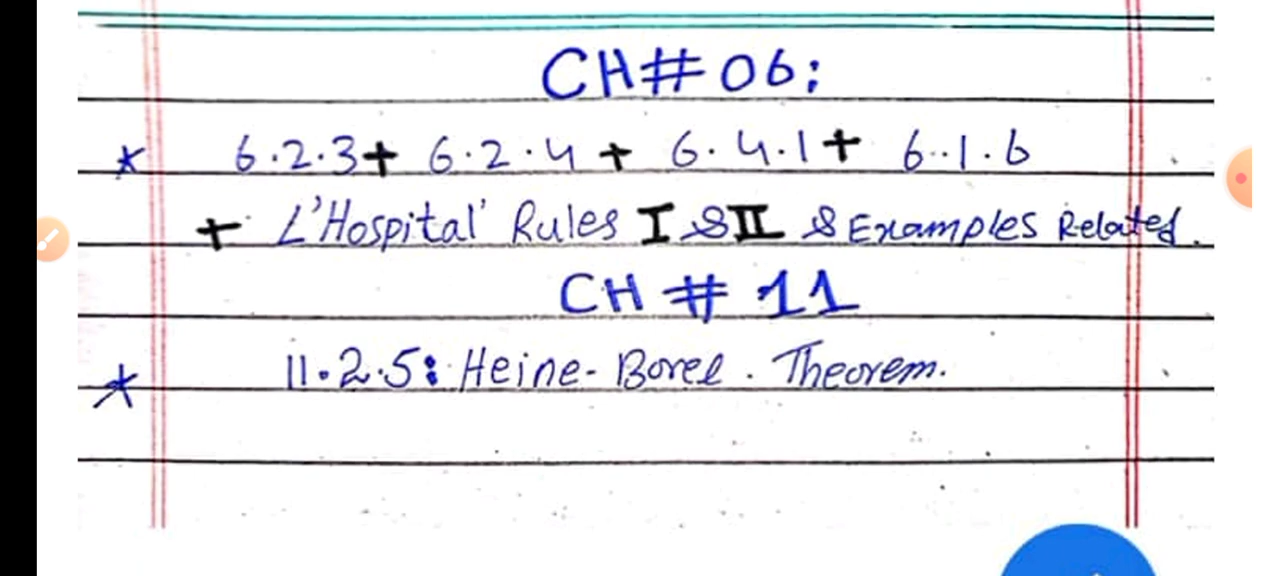 CH# 06:
* 6.2.3+ 6.2.4 + 6.4.1+ 6.1.6
+ L'Hospital' Rules I & II & Examples Related.
CH # 11
* 11.2.5: Heine-Borel. Theorem.